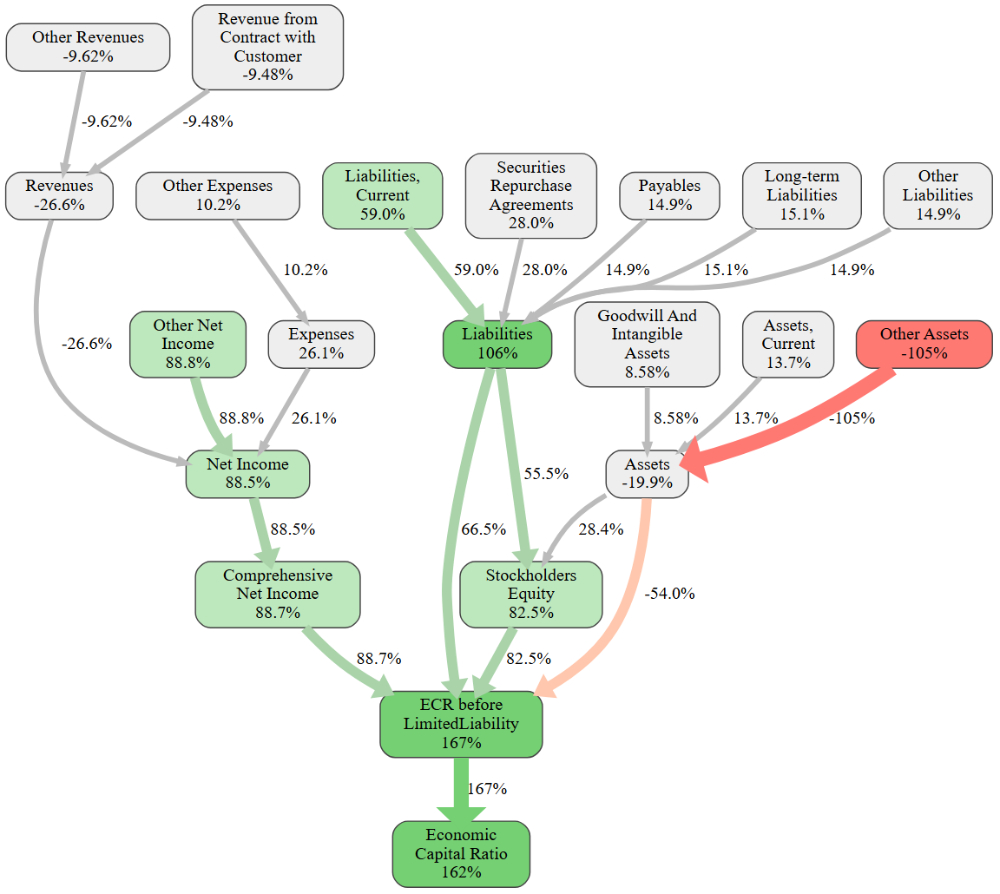 Other Revenues
-9.62%
Revenue from
Contract with
Customer
-9.48%
-9.62%
-9.48%
Revenues
-26.6%
Other Expenses
10.2%
Liabilities,
Current
59.0%
Securities
Repurchase
Agreements
28.0%
Payables
14.9%
Long-term
Liabilities
15.1%
Other
Liabilities
14.9%
10.2%
59.0%
28.0%
14.9%
15.1%
14.9%
-26.6%
Other Net
Income
88.8%
Expenses
26.1%
Liabilities
106%
Goodwill And
Intangible
Assets
8.58%
Assets,
Current
13.7%
Other Assets
-105%
88.8%
26.1%
8.58%
13.7%
-105%
Net Income
88.5%
55.5%
Assets
-19.9%
88.5%
66.5%
28.4%
Comprehensive
Net Income
88.7%
Stockholders
Equity
82.5%
-54.0%
88.7%
82.5%
ECR before
LimitedLiability
167%
167%
Economic
Capital Ratio
162%